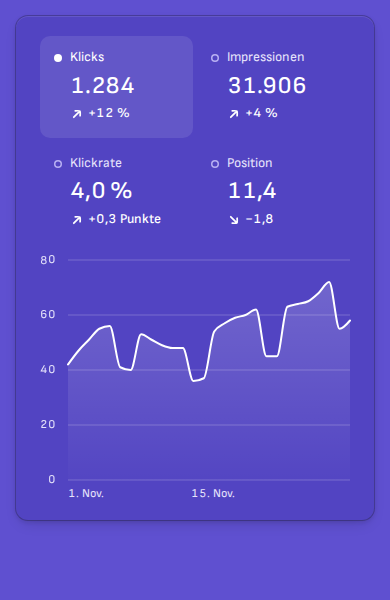 Klicks
1.284
+12 %
Impressionen
31.906
+4 %
Klickrate
4,0 %
+0,3 Punkte
Position
11,4
−1,8
80
60
40
20
0
1. Nov.
15. Nov.